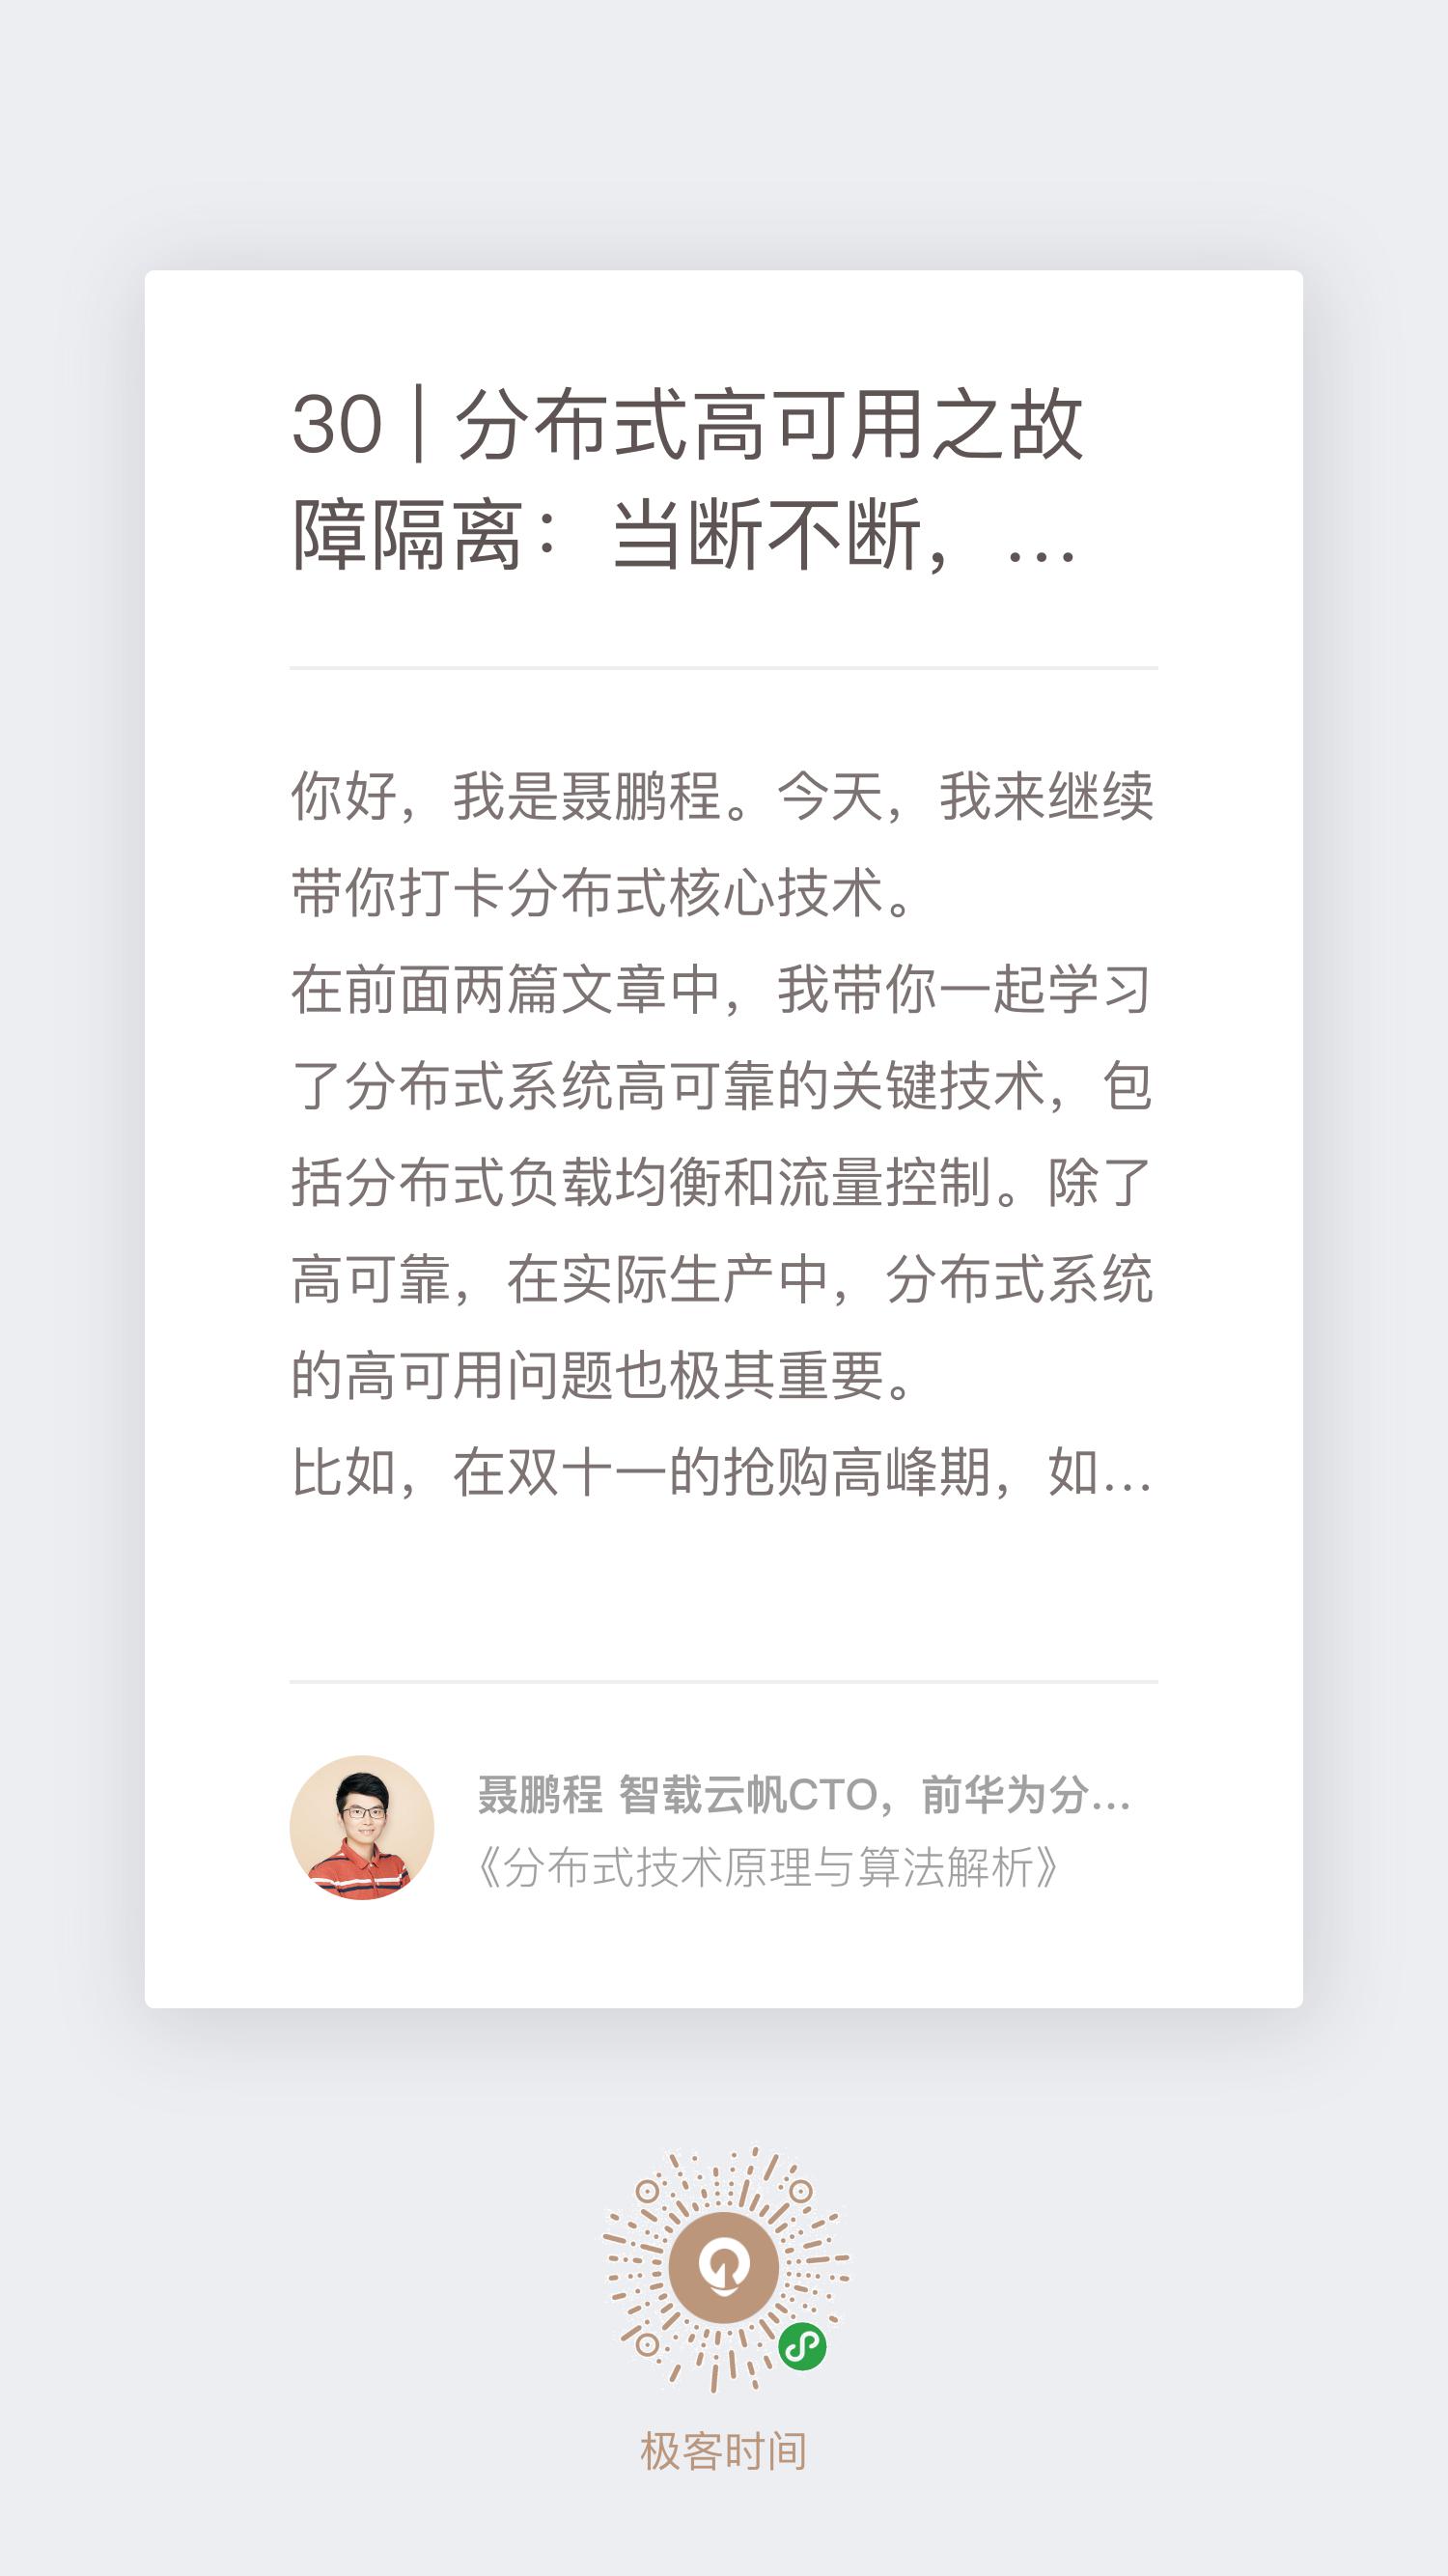 30 | 分布式高可用之故
障隔离：当断不断，…
你好，我是聂鹏程。今天，我来继续
带你打卡分布式核心技术。
在前面两篇文章中，我带你一起学习
了分布式系统高可靠的关键技术，包
括分布式负载均衡和流量控制。除了
高可靠，在实际生产中，分布式系统
的高可用问题也极其重要。
比如，在双十一的抢购高峰期，如…
聂鹏程 智载云帆CTO，前华为分…
《分布式技术原理与算法解析》
极客时间